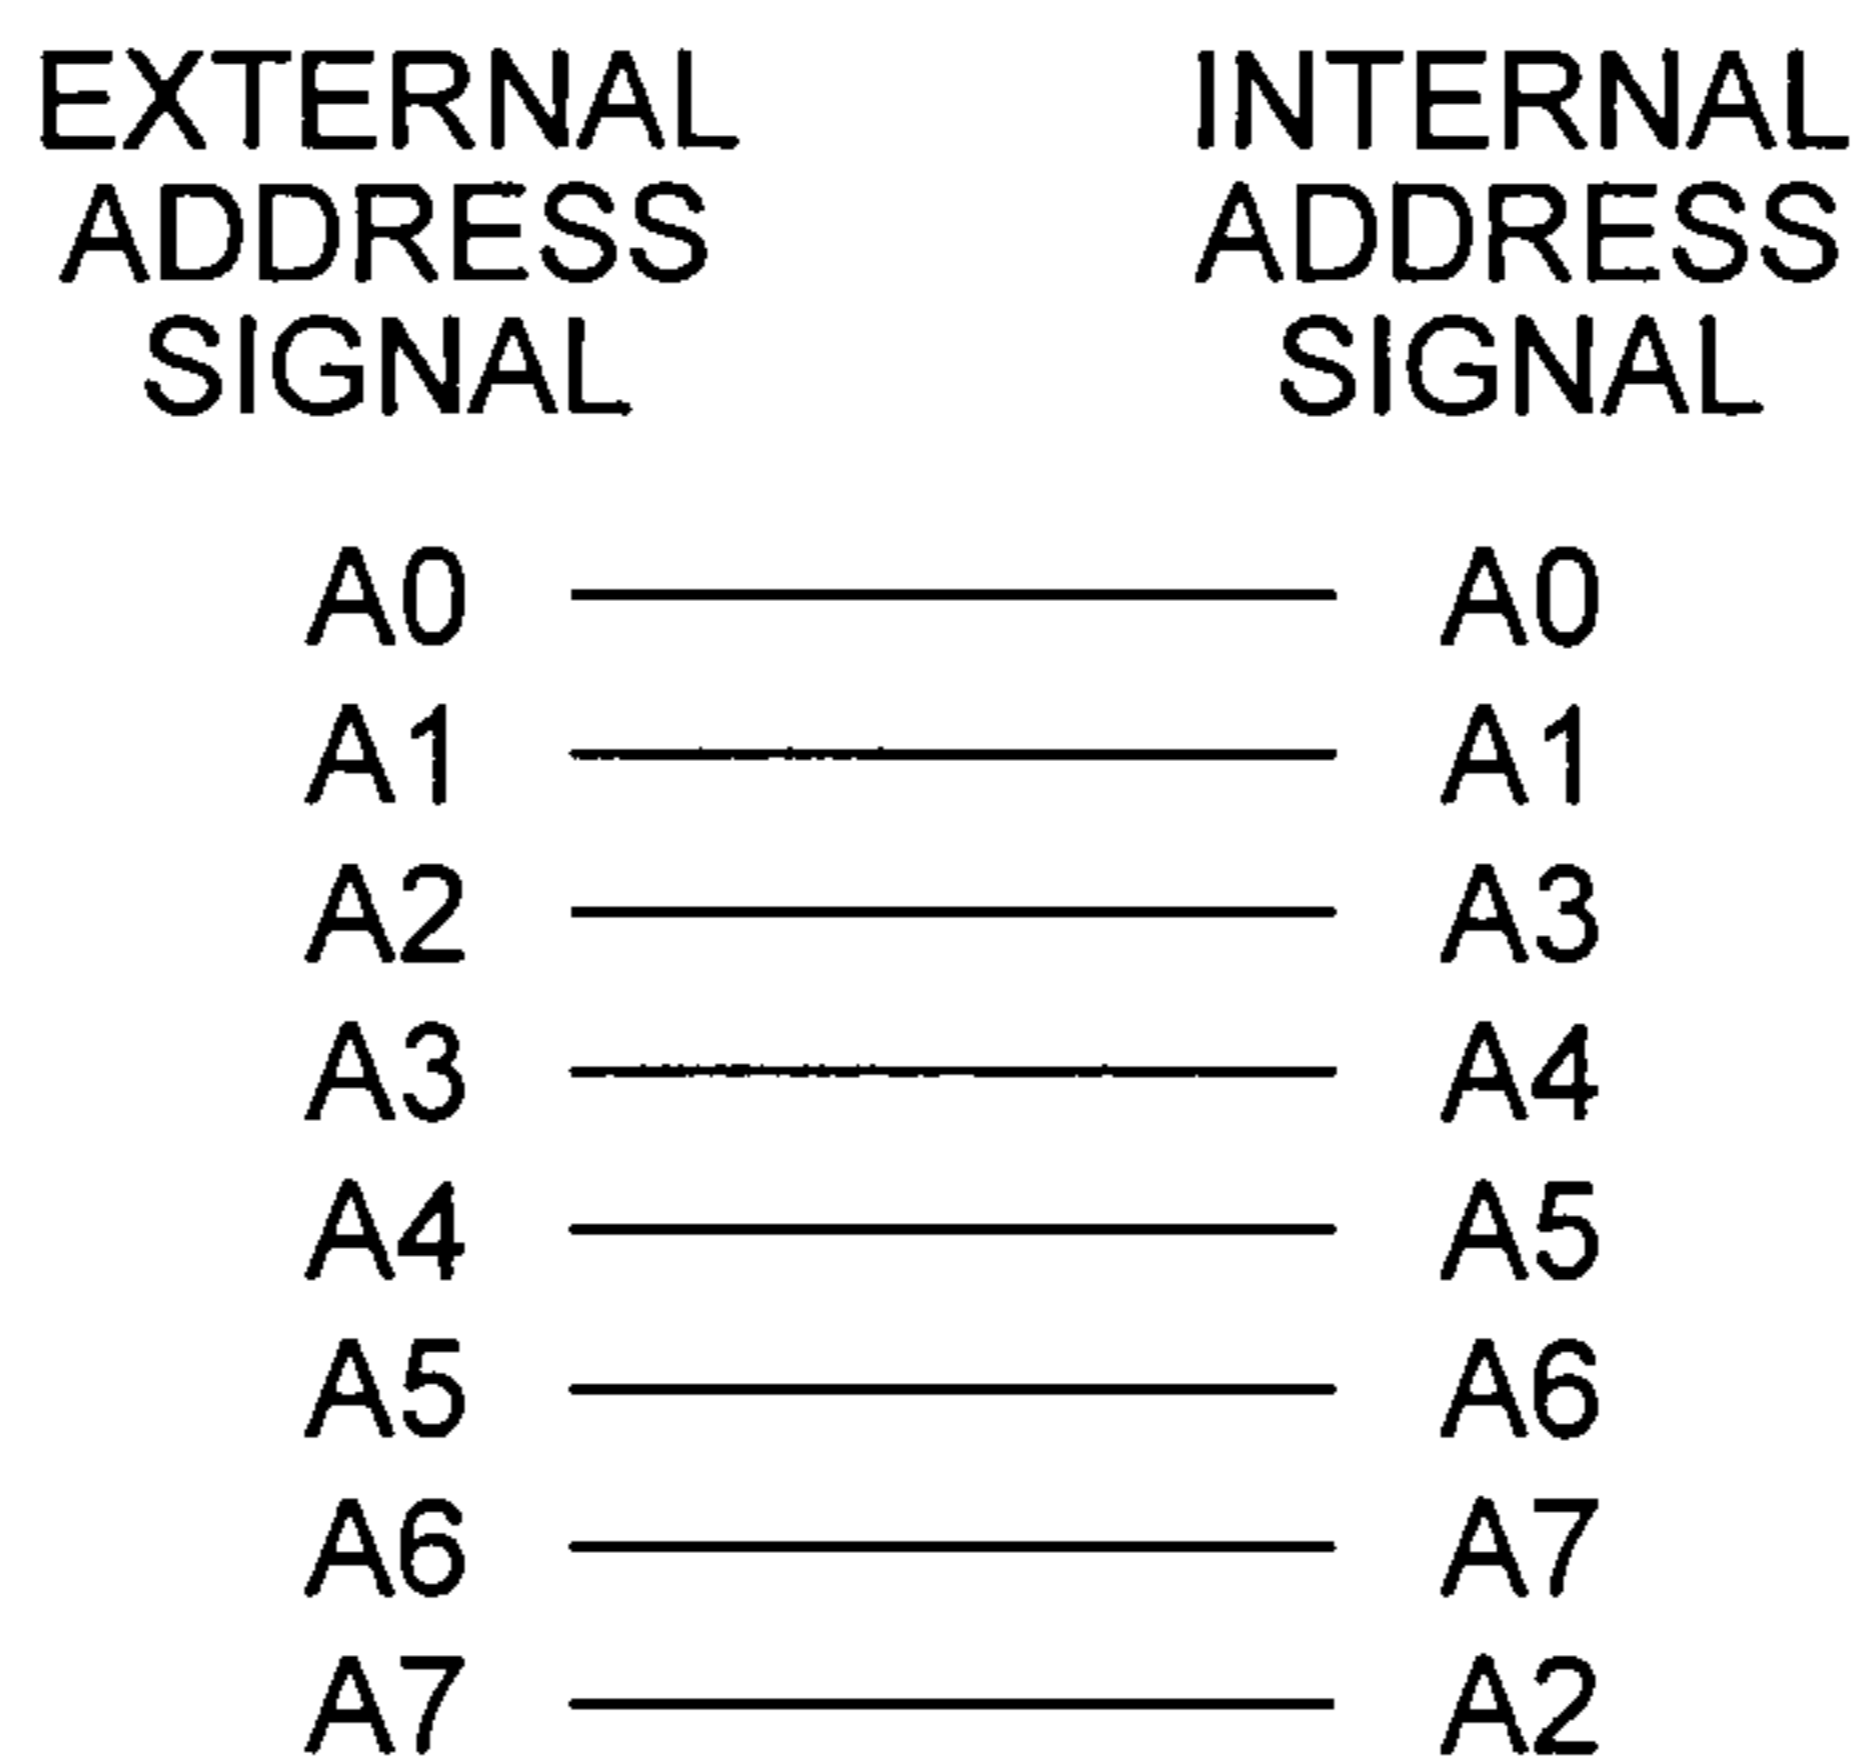 EXTERNAL INTERNAL
ADDRESS ADDRESS
SIGNAL SIGNAL
A0 A0
A1 A1
A2 A3
A3 A4
A4 A5
A5 A6
A6 A7
A7 A2